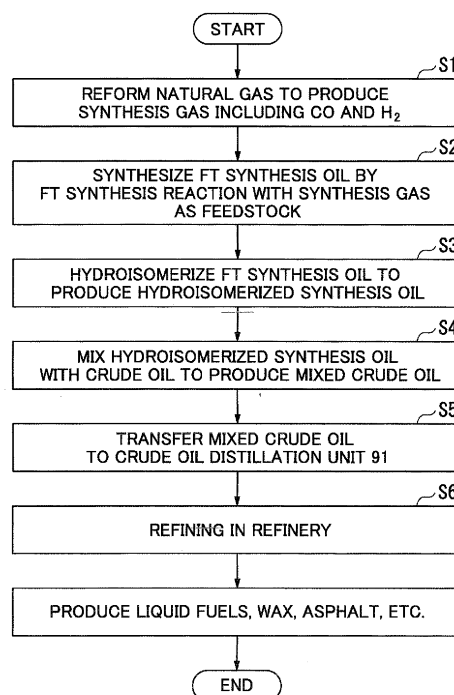 START
S1
REFORM NATURAL GAS TO PRODUCE
SYNTHESIS GAS INCLUDING CO AND H₂
S2
SYNTHESIZE FT SYNTHESIS OIL BY
FT SYNTHESIS REACTION WITH SYNTHESIS GAS
AS FEEDSTOCK
S3
HYDROISOMERIZE FT SYNTHESIS OIL TO
PRODUCE HYDROISOMERIZED SYNTHESIS OIL
S4
MIX HYDROISOMERIZED SYNTHESIS OIL
WITH CRUDE OIL TO PRODUCE MIXED CRUDE OIL
S5
TRANSFER MIXED CRUDE OIL
TO CRUDE OIL DISTILLATION UNIT 91
S6
REFINING IN REFINERY
PRODUCE LIQUID FUELS, WAX, ASPHALT, ETC.
END